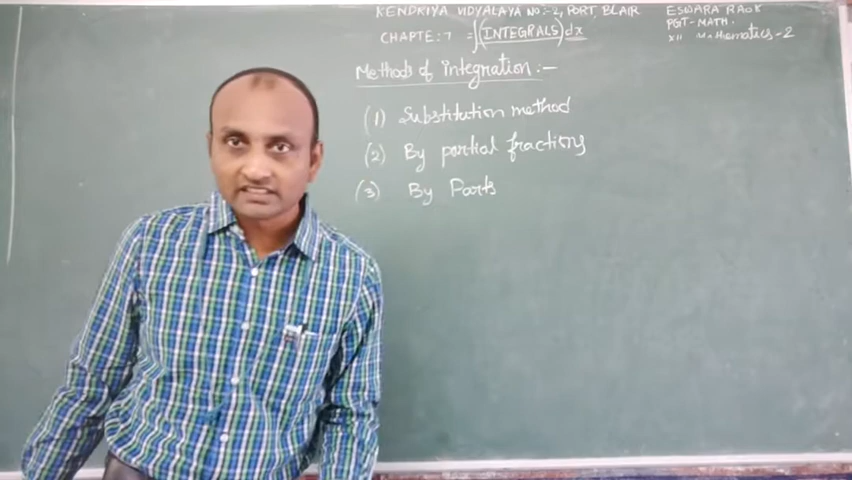 KENDRIYA VIDYALAYA NO:-2, PORT BLAIR
ESWARA RAO K
PGT-MATH.
XII Mathematics-2
CHAPTE: 7 = ∫(INTEGRALS)dx
Methods of integration :-
(1) Substitution method
(2) By partial fractions
(3) By Parts